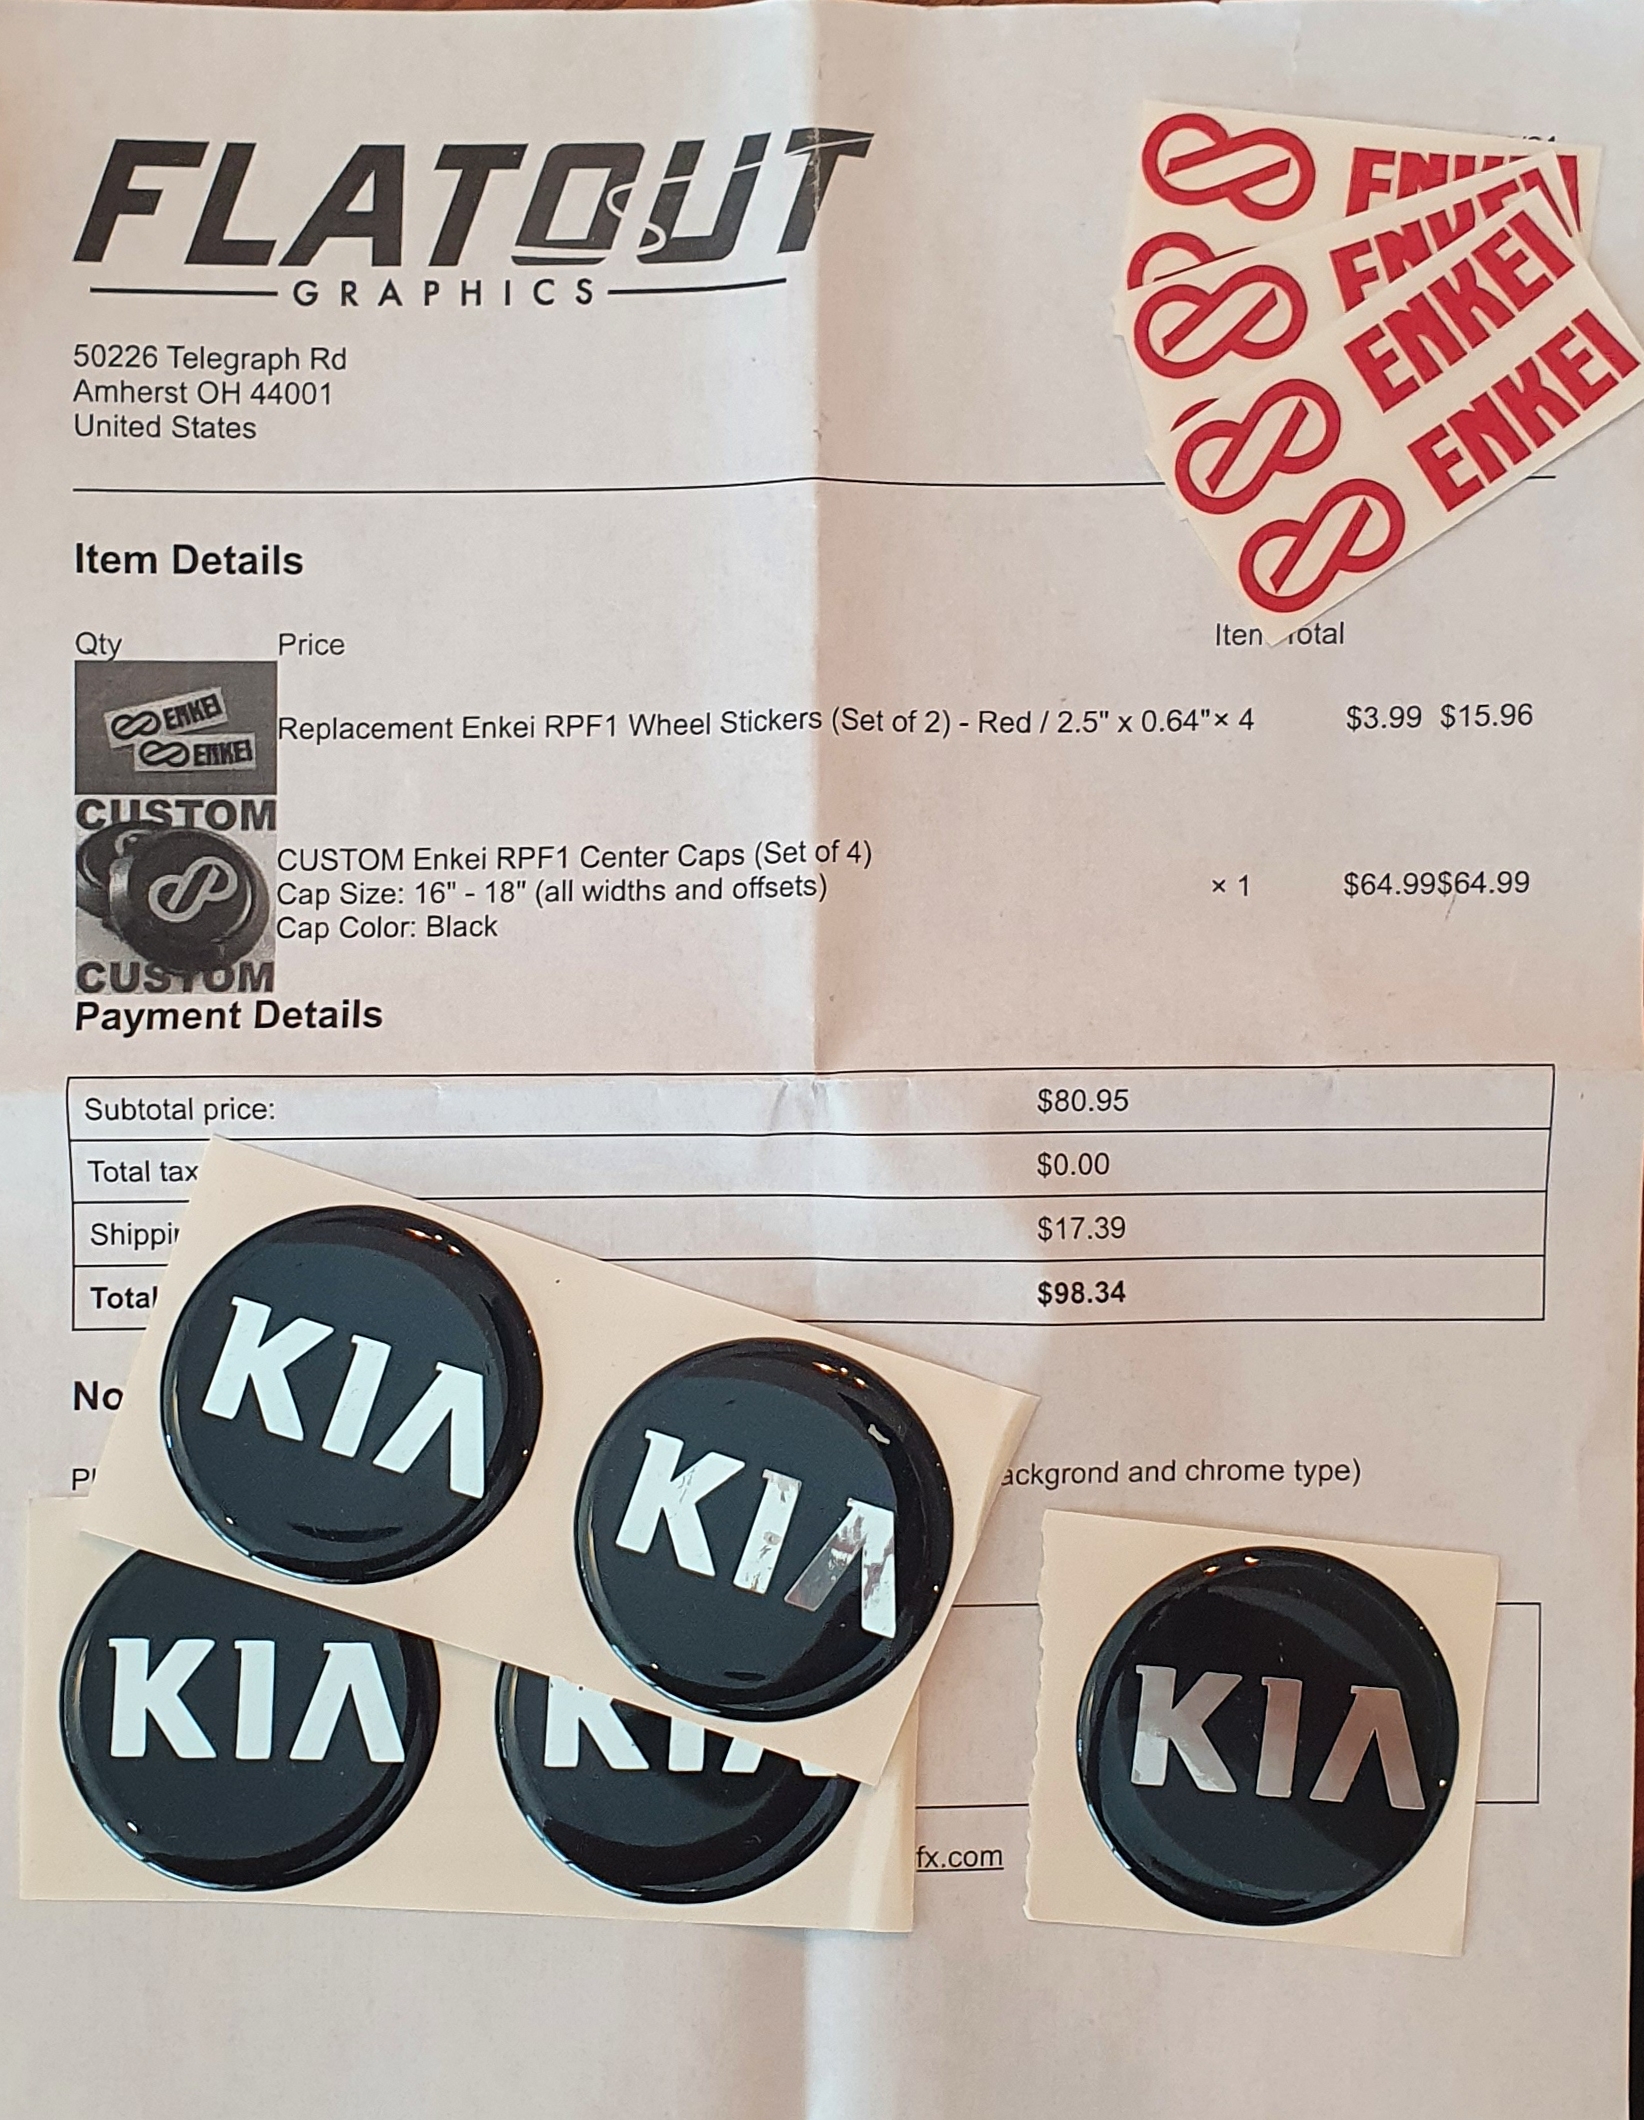 FLATOUT
GRAPHICS
50226 Telegraph Rd
Amherst OH 44001
United States
ENKEI
ENKEI
Item Details
Qty Price Total
ENKEI
ENKEI
Replacement Enkei RPF1 Wheel Stickers (Set of 2) - Red / 2.5" x 0.64" × 4 $3.99 $15.96
CUSTOM
CUSTOM Enkei RPF1 Center Caps (Set of 4)
Cap Size: 16" - 18" (all widths and offsets) × 1 $64.99 $64.99
Cap Color: Black
CUSTOM
Payment Details
Subtotal price: $80.95
Total tax $0.00
$17.39
Total $98.34
and chrome type)
KIA
KIA
KIA
KIA
KIA
fx.com